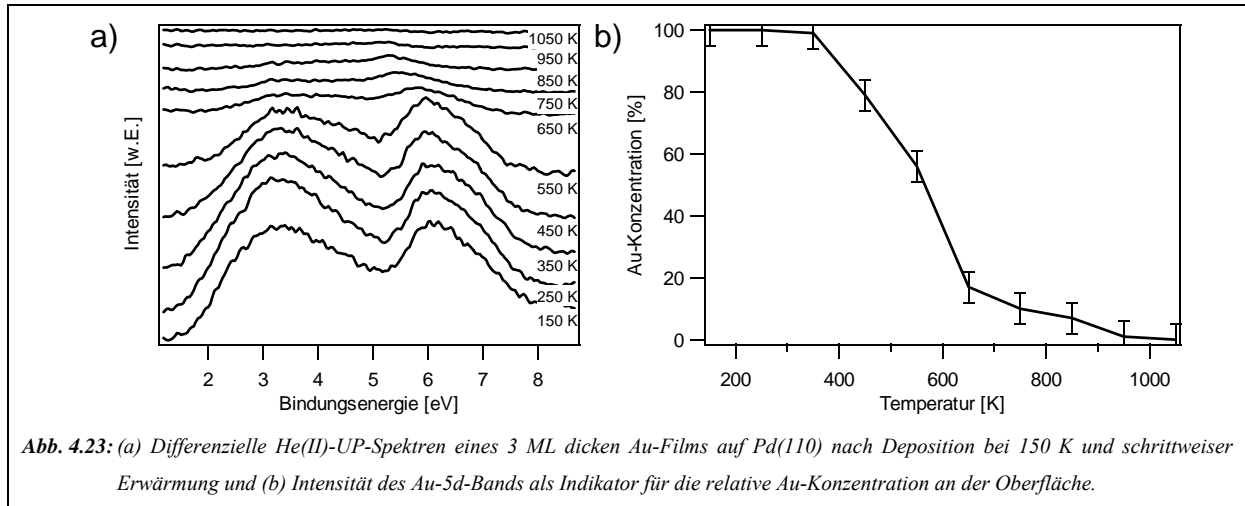 a)
Intensität [w.E.]
1050 K
950 K
850 K
750 K
650 K
550 K
450 K
350 K
250 K
150 K
2 3 4 5 6 7 8
Bindungsenergie [eV]
b)
Au-Konzentration [%]
100
80
60
40
20
0
200 400 600 800 1000
Temperatur [K]
Abb. 4.23: (a) Differenzielle He(II)-UP-Spektren eines 3 ML dicken Au-Films auf Pd(110) nach Deposition bei 150 K und schrittweiser
Erwärmung und (b) Intensität des Au-5d-Bands als Indikator für die relative Au-Konzentration an der Oberfläche.